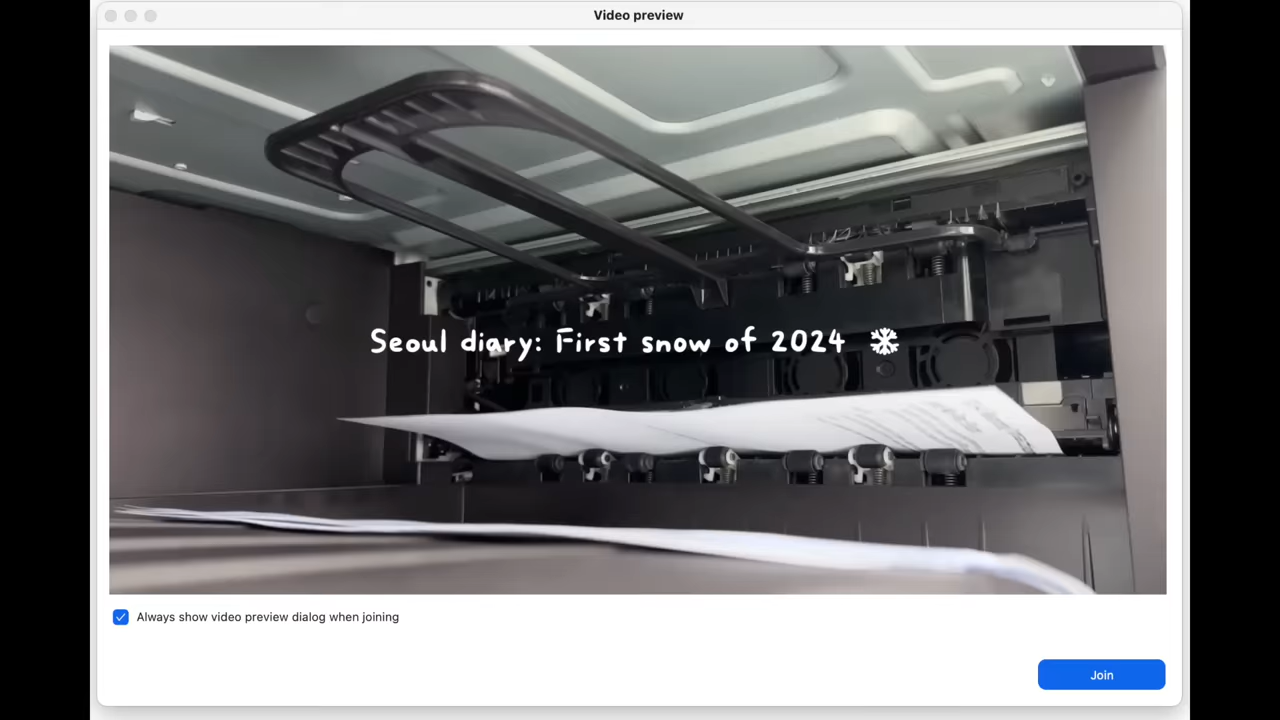 Video preview
Seoul diary: First snow of 2024 ❄
Always show video preview dialog when joining
Join